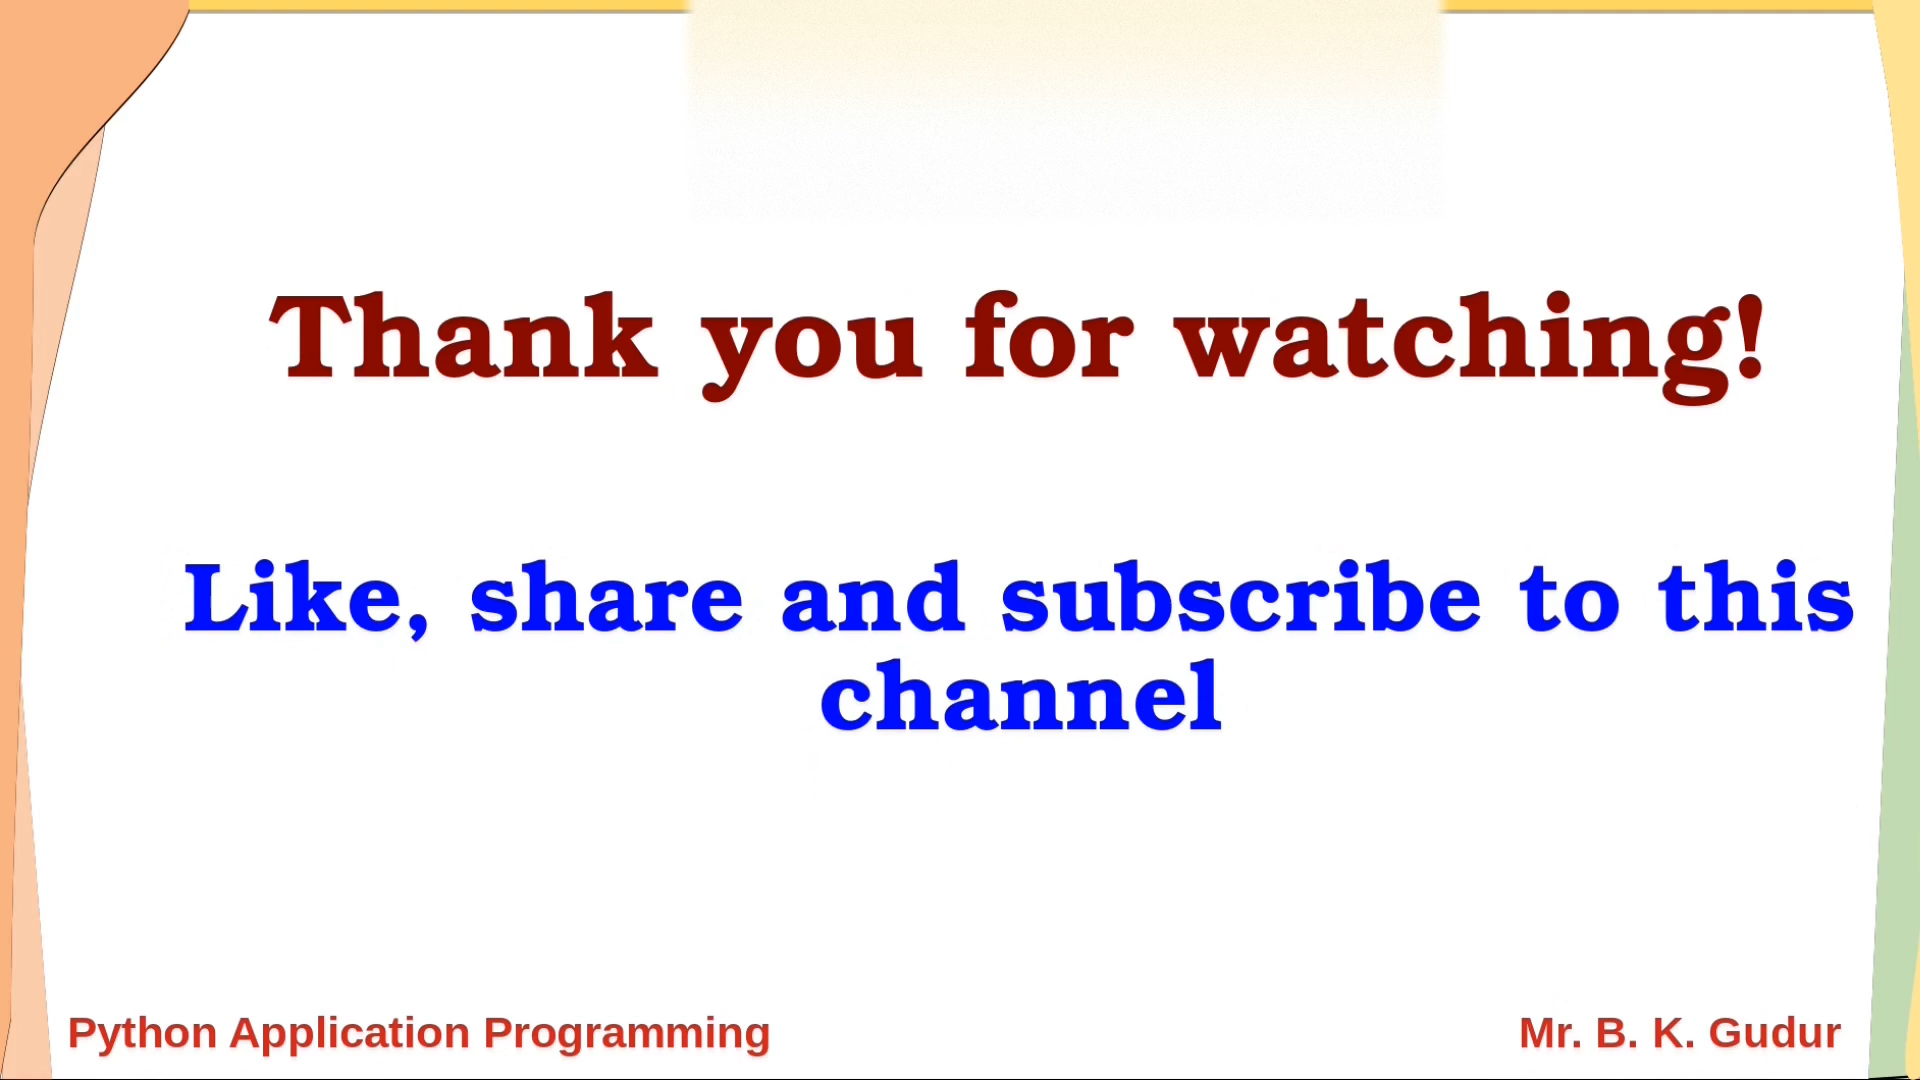 Thank you for watching!
Like, share and subscribe to this
channel
Python Application Programming
Mr. B. K. Gudur